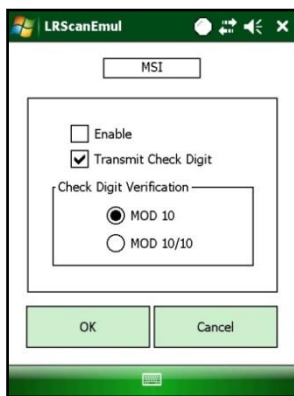 LRScanEmul
MSI
Enable
Transmit Check Digit
Check Digit Verification
MOD 10
MOD 10/10
OK Cancel